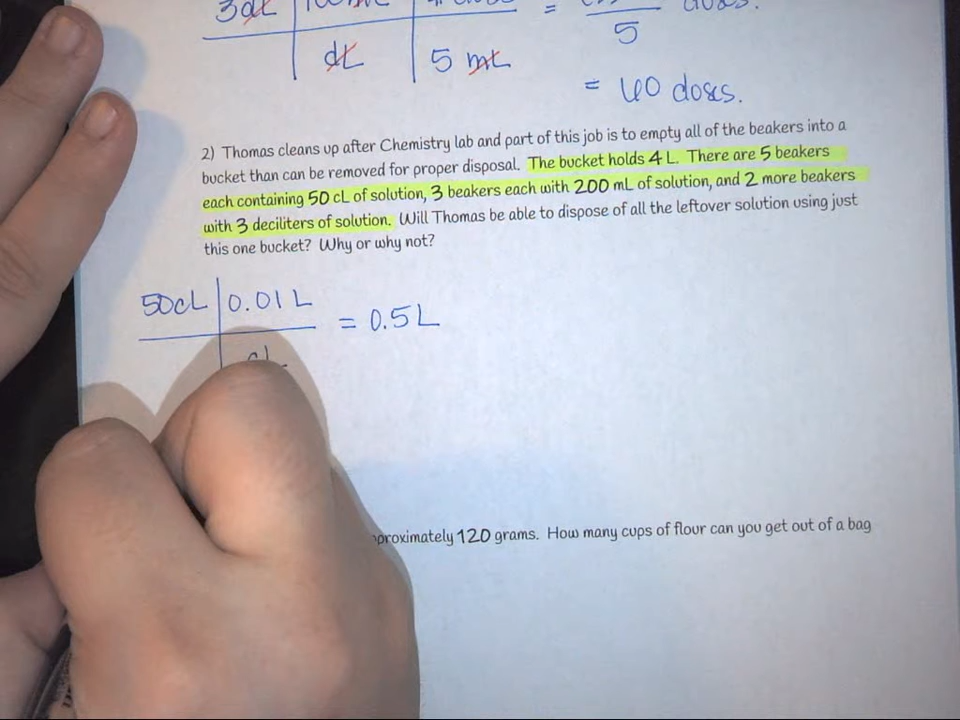 3dL
=
5
dL 5 mL
= 60 doses.
2) Thomas cleans up after Chemistry lab and part of this job is to empty all of the beakers into a
bucket than can be removed for proper disposal. The bucket holds 4 L. There are 5 beakers
each containing 50 cL of solution, 3 beakers each with 200 mL of solution, and 2 more beakers
with 3 deciliters of solution. Will Thomas be able to dispose of all the leftover solution using just
this one bucket? Why or why not?
50cL 0.01 L = 0.5 L
120 grams. How many cups of flour can you get out of a bag